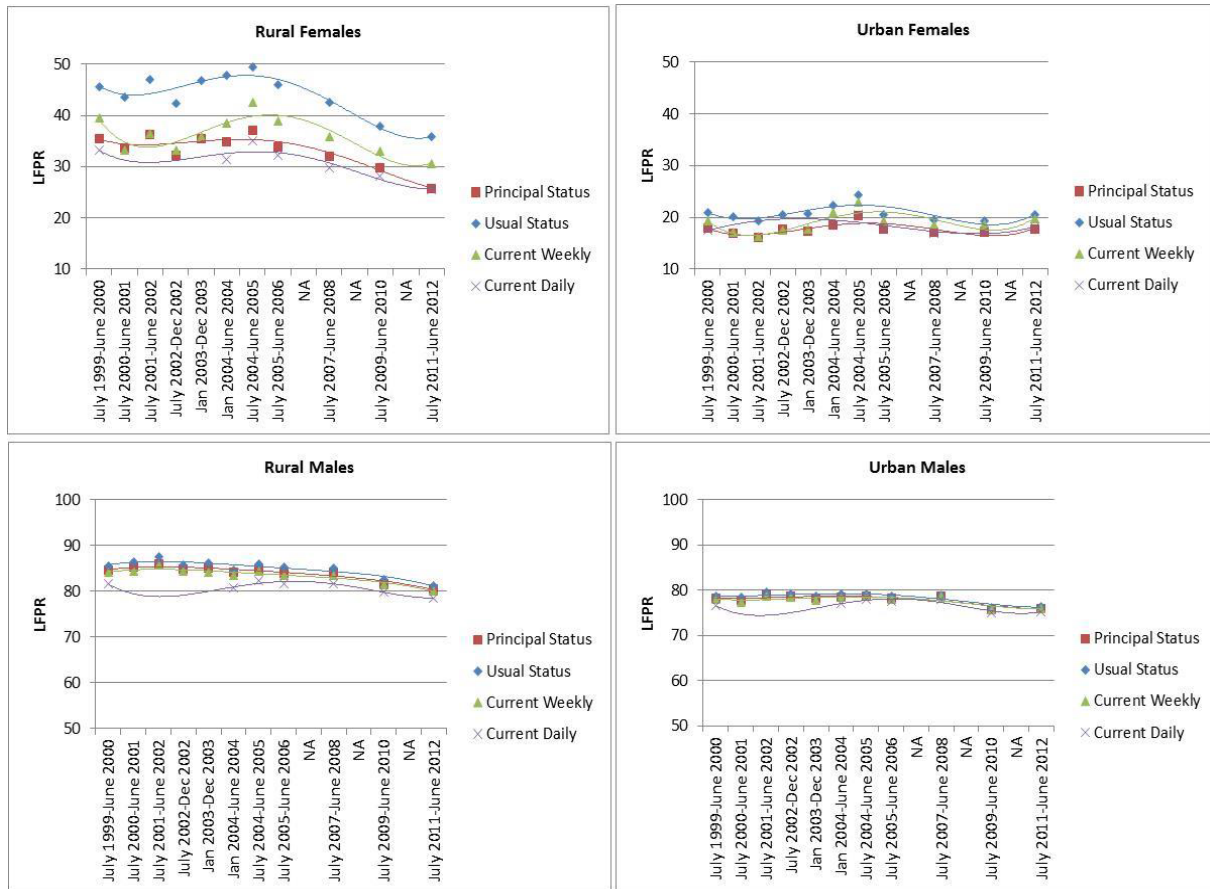 Rural Females
50
40
30
20
10
LFPR
July 1999-June 2000
July 2000-June 2001
July 2001-June 2002
July 2002-Dec 2002
Jan 2003-Dec 2003
Jan 2004-June 2004
July 2004-June 2005
July 2005-June 2006
NA
July 2007-June 2008
NA
July 2009-June 2010
NA
July 2011-June 2012
Principal Status
Usual Status
Current Weekly
Current Daily
Urban Females
50
40
30
20
10
LFPR
July 1999-June 2000
July 2000-June 2001
July 2001-June 2002
July 2002-Dec 2002
Jan 2003-Dec 2003
Jan 2004-June 2004
July 2004-June 2005
July 2005-June 2006
NA
July 2007-June 2008
NA
July 2009-June 2010
NA
July 2011-June 2012
Principal Status
Usual Status
Current Weekly
Current Daily
Rural Males
100
90
80
70
60
50
LFPR
July 1999-June 2000
July 2000-June 2001
July 2001-June 2002
July 2002-Dec 2002
Jan 2003-Dec 2003
Jan 2004-June 2004
July 2004-June 2005
July 2005-June 2006
NA
July 2007-June 2008
NA
July 2009-June 2010
NA
July 2011-June 2012
Principal Status
Usual Status
Current Weekly
Current Daily
Urban Males
100
90
80
70
60
50
LFPR
July 1999-June 2000
July 2000-June 2001
July 2001-June 2002
July 2002-Dec 2002
Jan 2003-Dec 2003
Jan 2004-June 2004
July 2004-June 2005
July 2005-June 2006
NA
July 2007-June 2008
NA
July 2009-June 2010
NA
July 2011-June 2012
Principal Status
Usual Status
Current Weekly
Current Daily